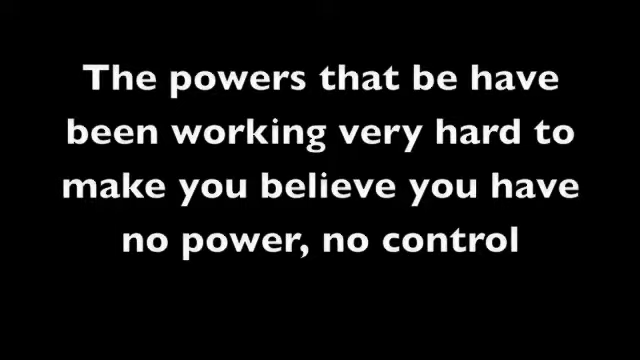 The powers that be have
been working very hard to
make you believe you have
no power, no control